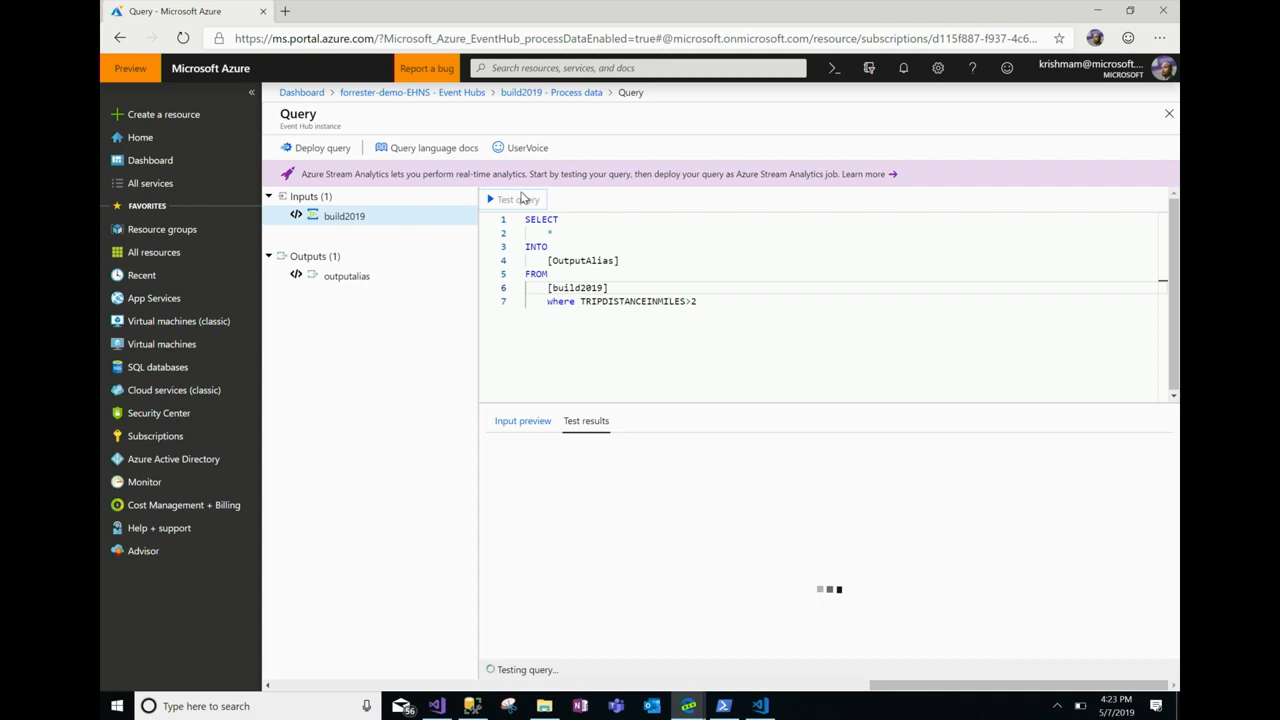 Query - Microsoft Azure
https://ms.portal.azure.com/?Microsoft_Azure_EventHub_processDataEnabled=true#@microsoft.onmicrosoft.com/resource/subscriptions/d115f887-f937-4c6...
Preview
Microsoft Azure
Report a bug
Search resources, services, and docs
krishmam@microsoft....
MICROSOFT
Dashboard
forrester-demo-EHNS - Event Hubs
build2019 - Process data
Query
Query
Event Hub instance
Deploy query
Query language docs
UserVoice
Azure Stream Analytics lets you perform real-time analytics. Start by testing your query, then deploy your query as Azure Stream Analytics job. Learn more
Create a resource
Home
Dashboard
All services
FAVORITES
Resource groups
All resources
Recent
App Services
Virtual machines (classic)
Virtual machines
SQL databases
Cloud services (classic)
Security Center
Subscriptions
Azure Active Directory
Monitor
Cost Management + Billing
Help + support
Advisor
Inputs (1)
build2019
Outputs (1)
outputalias
Test query
1 SELECT
2 *
3 INTO
4 [OutputAlias]
5 FROM
6 [build2019]
7 where TRIPDISTANCEINMILES>2
Input preview
Test results
Testing query...
Type here to search
56
4:23 PM
5/7/2019